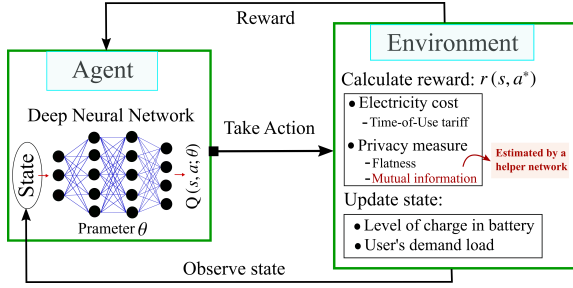 Reward
Agent
Deep Neural Network
State
Q(s,a;θ)
Prameter θ
Take Action
Environment
Calculate reward: r(s,a*)
● Electricity cost
-Time-of-Use tariff
● Privacy measure
-Flatness
-Mutual information
Estimated by a
helper network
Update state:
● Level of charge in battery
● User's demand load
Observe state